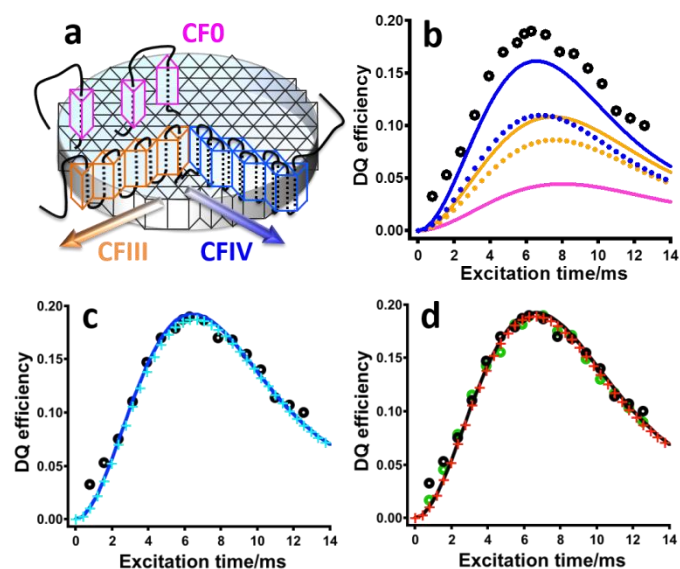 a
CF0
CFIII
CFIV
b
DQ efficiency
0.20
0.15
0.10
0.05
0.00
0 2 4 6 8 10 12 14
Excitation time/ms
c
DQ efficiency
0.20
0.15
0.10
0.05
0.00
0 2 4 6 8 10 12 14
Excitation time/ms
d
DQ efficiency
0.20
0.15
0.10
0.05
0.00
0 2 4 6 8 10 12 14
Excitation time/ms